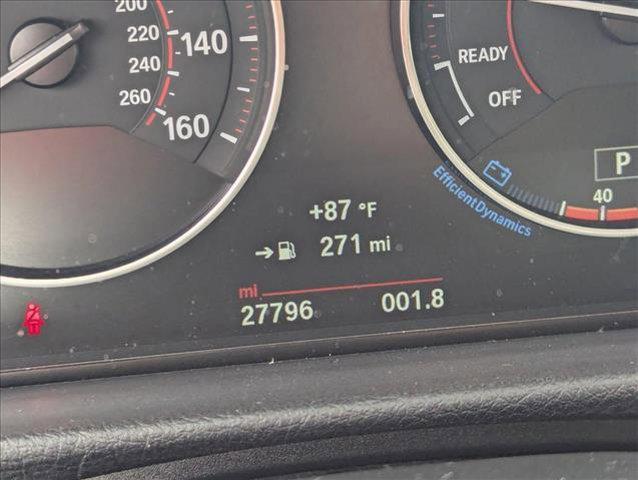 200
220
240
260
140
160
READY
OFF
P
40
EfficientDynamics
+87 °F
271 mi
mi
27796 001.8